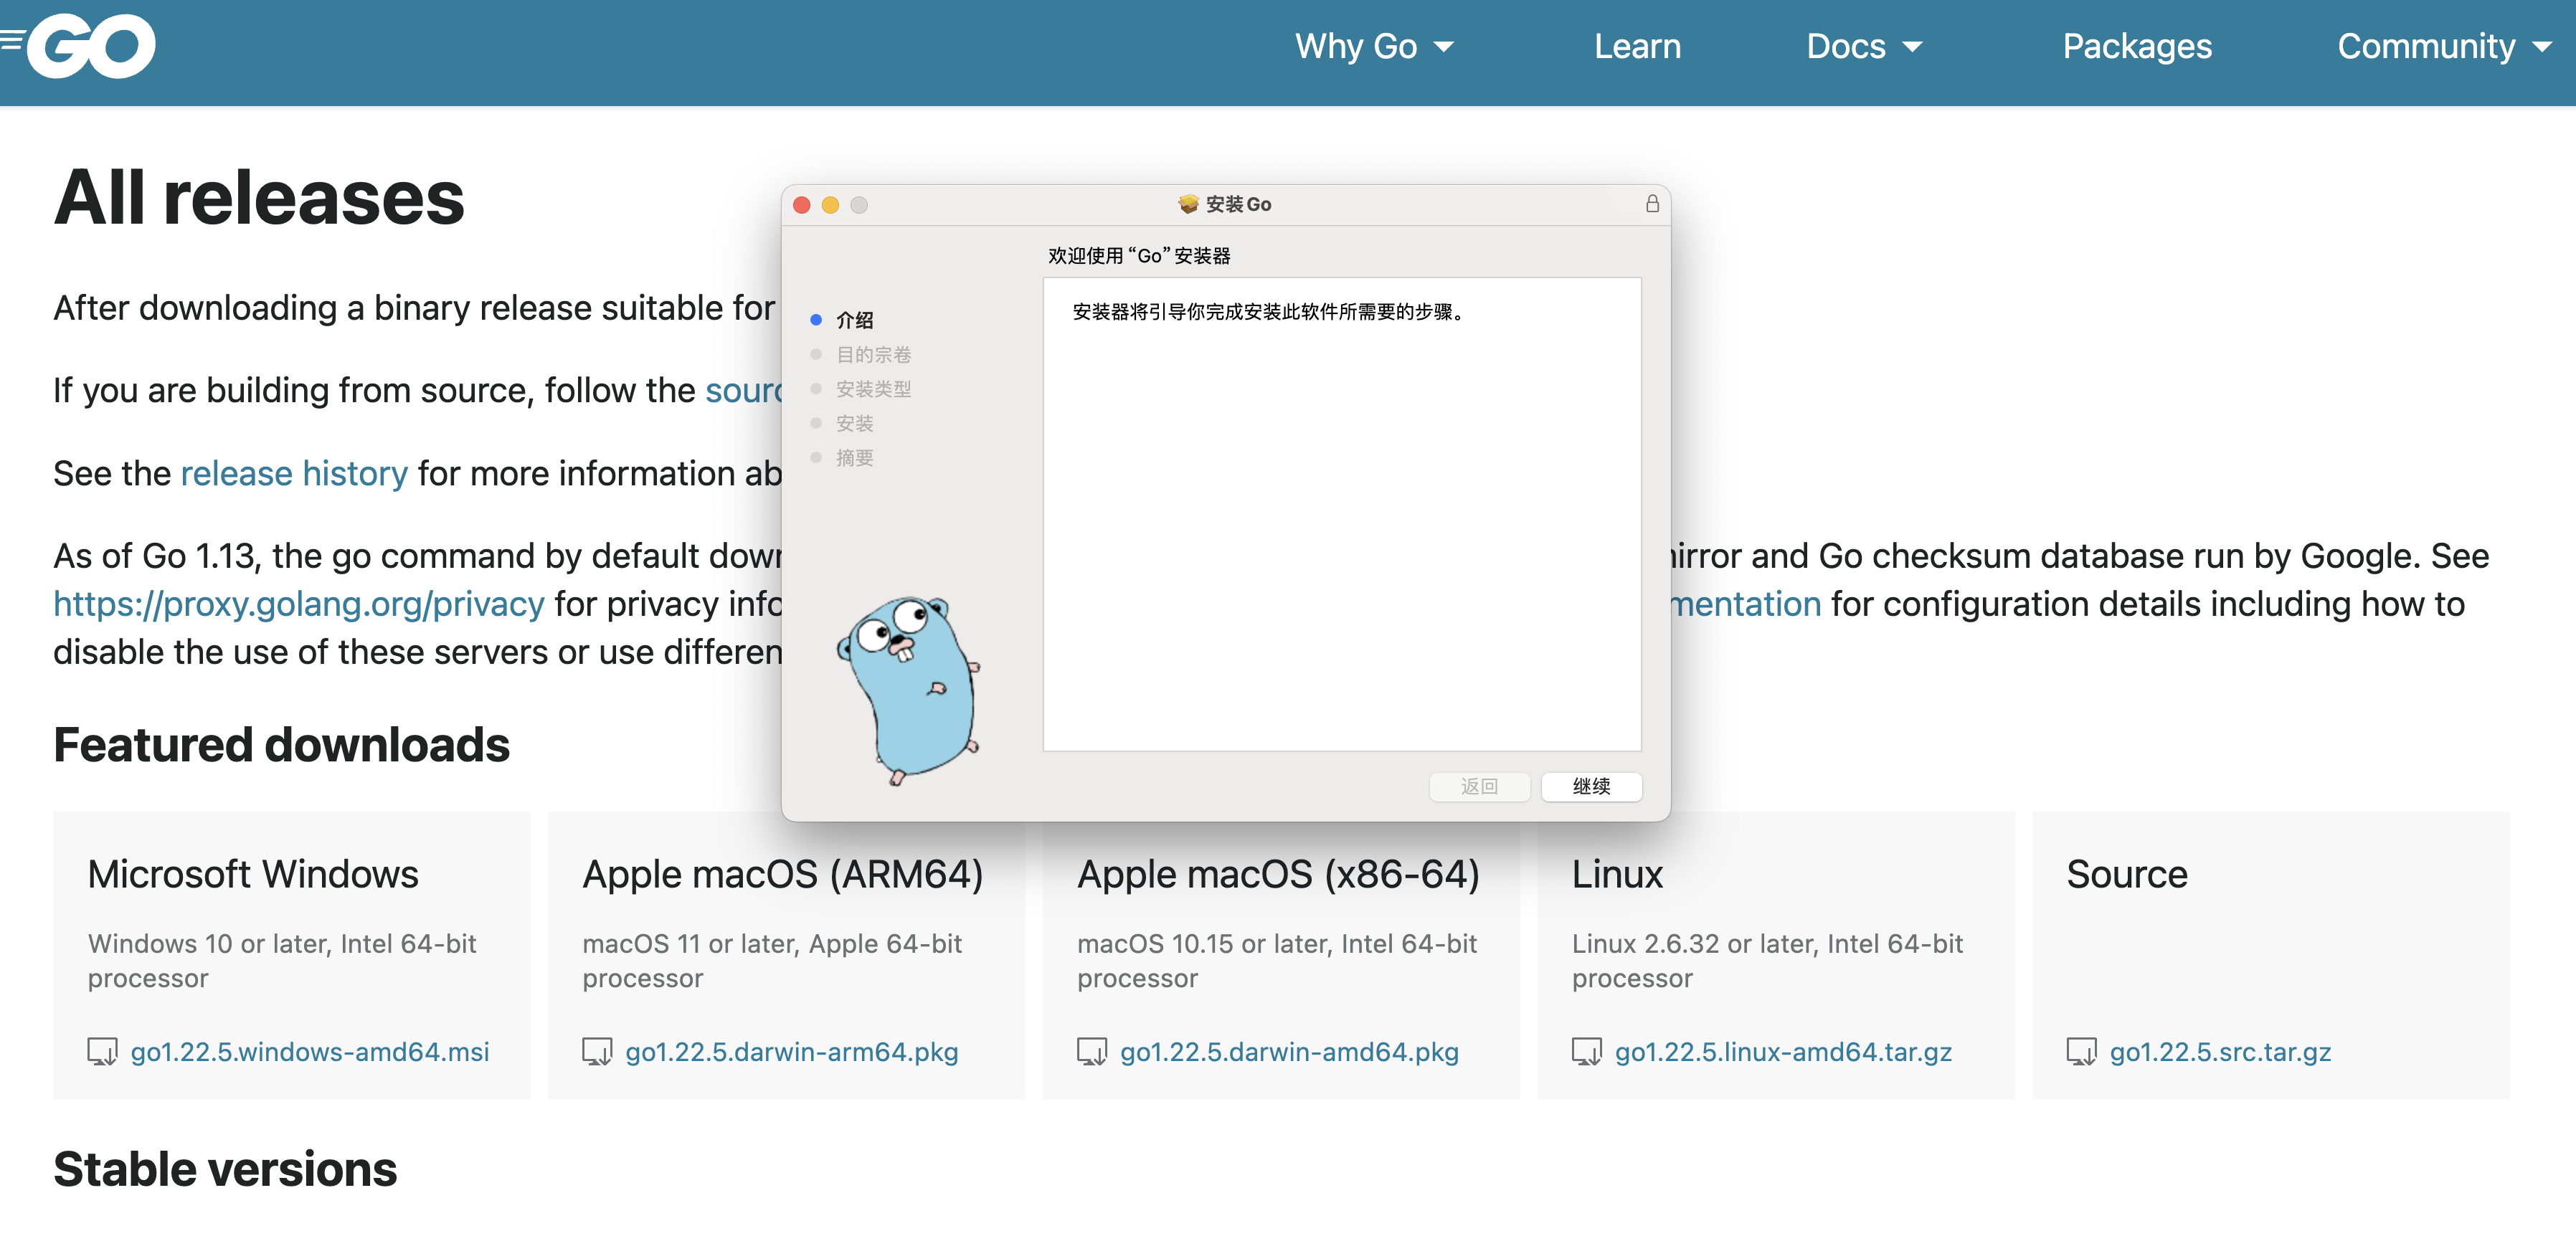 GO
Why Go
Learn
Docs
Packages
Community
All releases
After downloading a binary release suitable for
If you are building from source, follow the
See the release history for more information
As of Go 1.13, the go command by default
mirror and Go checksum database run by Google. See
https://proxy.golang.org/privacy for privacy
for configuration details including how to
disable the use of these servers or use
安装 Go
欢迎使用“Go”安装器
安装器将引导你完成安装此软件所需要的步骤。
介绍
目的宗卷
安装类型
安装
摘要
返回
继续
Featured downloads
Microsoft Windows
Windows 10 or later, Intel 64-bit
processor
go1.22.5.windows-amd64.msi
Apple macOS (ARM64)
macOS 11 or later, Apple 64-bit
processor
go1.22.5.darwin-arm64.pkg
Apple macOS (x86-64)
macOS 10.15 or later, Intel 64-bit
processor
go1.22.5.darwin-amd64.pkg
Linux
Linux 2.6.32 or later, Intel 64-bit
processor
go1.22.5.linux-amd64.tar.gz
Source
go1.22.5.src.tar.gz
Stable versions